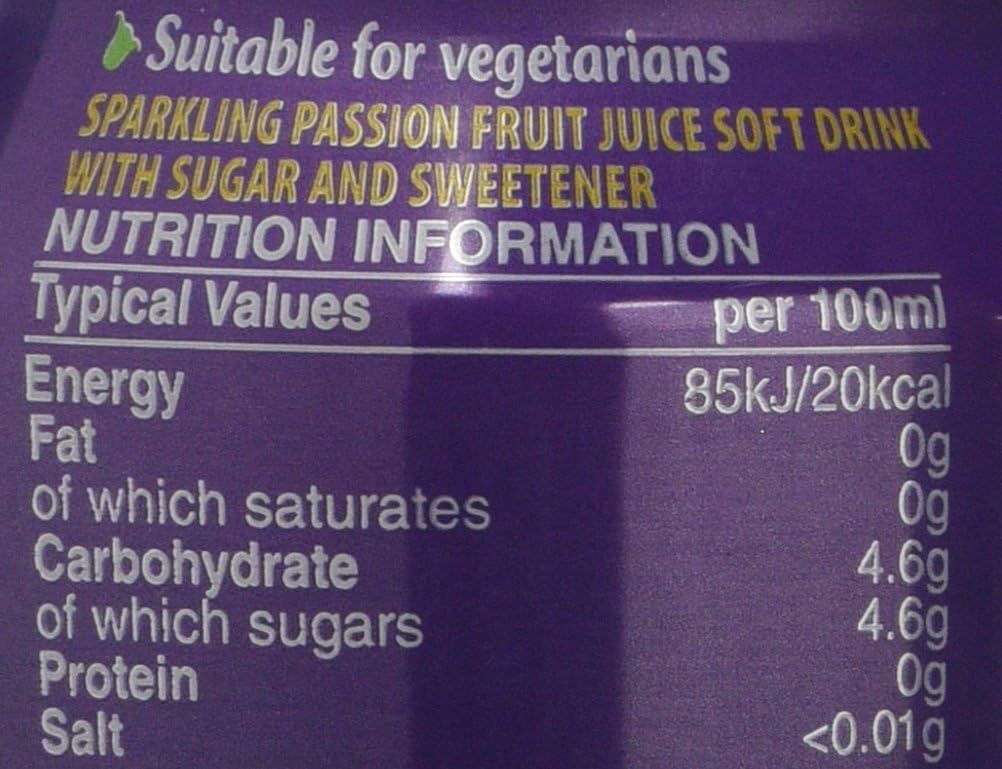 Suitable for vegetarians
SPARKLING PASSION FRUIT JUICE SOFT DRINK
WITH SUGAR AND SWEETENER
NUTRITION INFORMATION
Typical Values per 100ml
Energy 85kJ/20kcal
Fat 0g
of which saturates 0g
Carbohydrate 4.6g
of which sugars 4.6g
Protein 0g
Salt <0.01g